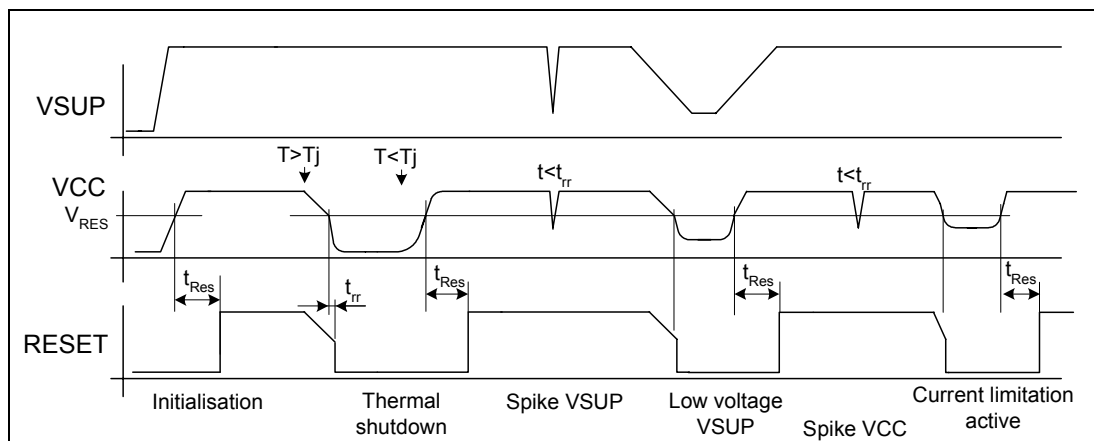 VSUP
T>Tj
T<Tj
t<trr
t<trr
VCC
VRES
tRes
trr
tRes
tRes
tRes
RESET
Initialisation
Thermal
shutdown
Spike VSUP
Low voltage
VSUP
Spike VCC
Current limitation
active